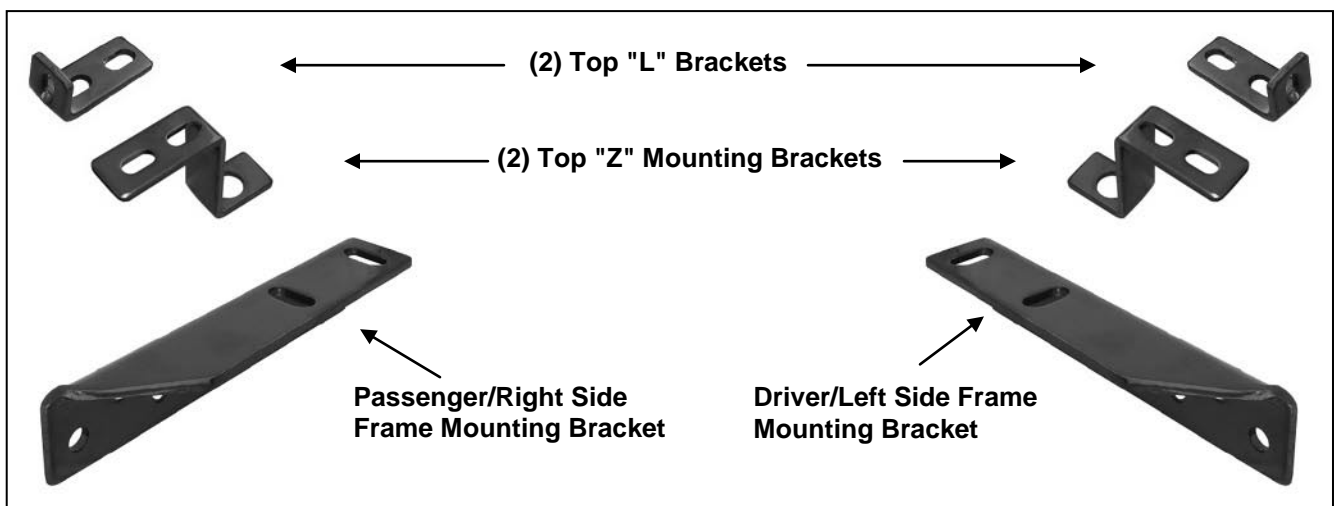 (2) Top "L" Brackets
(2) Top "Z" Mounting Brackets
Passenger/Right Side
Frame Mounting Bracket
Driver/Left Side Frame
Mounting Bracket